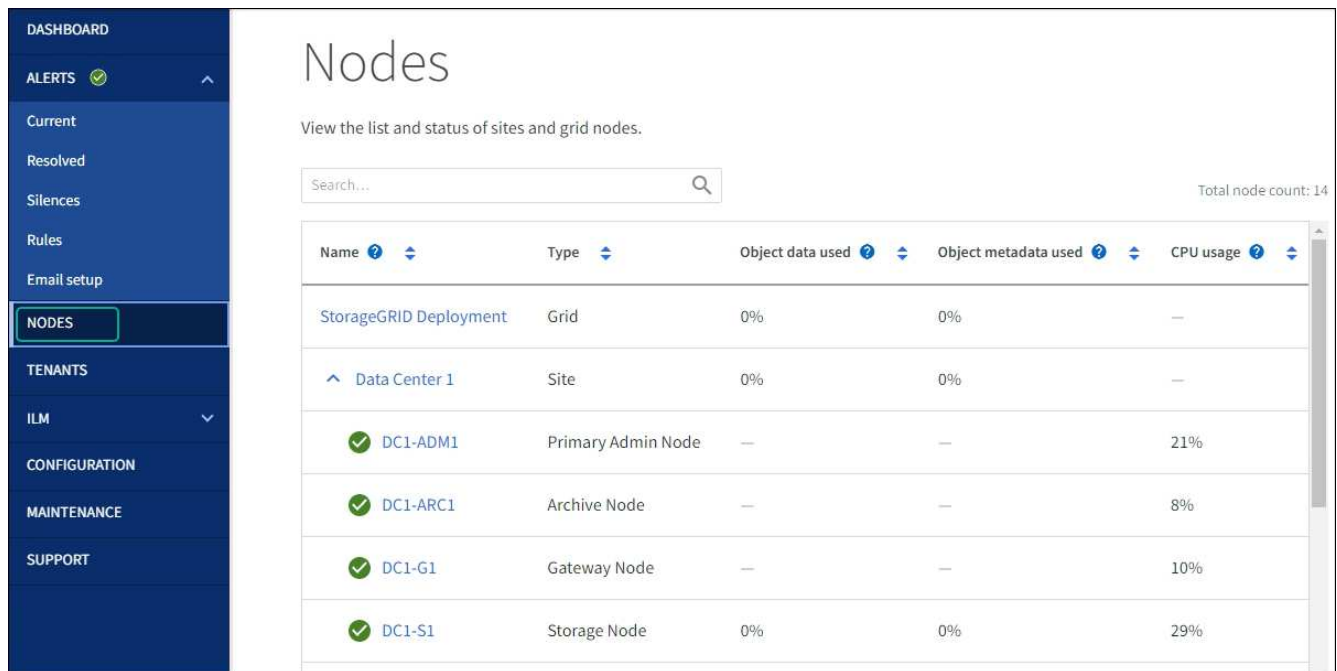 DASHBOARD
ALERTS
Current
Resolved
Silences
Rules
Email setup
NODES
TENANTS
ILM
CONFIGURATION
MAINTENANCE
SUPPORT
Nodes
View the list and status of sites and grid nodes.
Search...
Total node count: 14
Name ? Type Object data used ? Object metadata used ? CPU usage ?
StorageGRID Deployment Grid 0% 0% —
Data Center 1 Site 0% 0% —
DC1-ADM1 Primary Admin Node — — 21%
DC1-ARC1 Archive Node — — 8%
DC1-G1 Gateway Node — — 10%
DC1-S1 Storage Node 0% 0% 29%